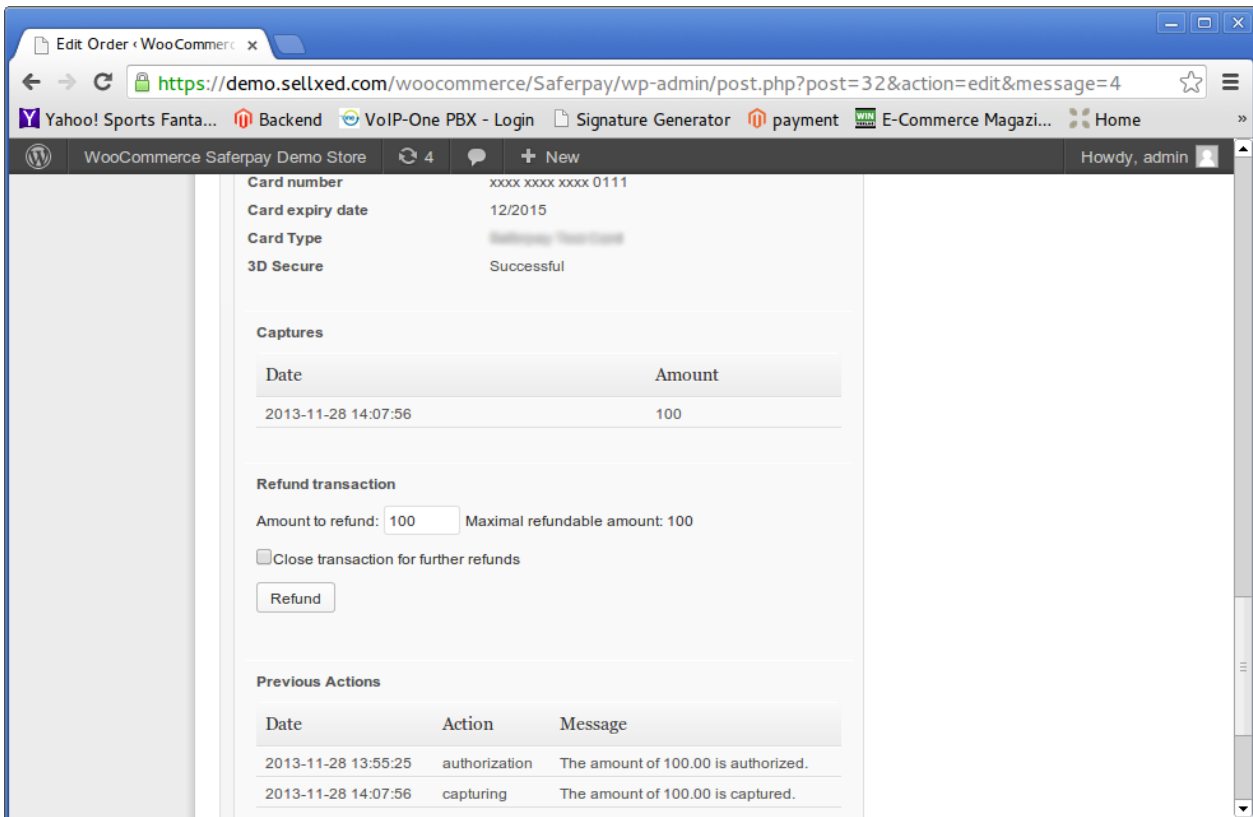 Edit Order ‹ WooCommerc
https://demo.sellxed.com/woocommerce/Saferpay/wp-admin/post.php?post=32&action=edit&message=4
Yahoo! Sports Fanta... Backend VoIP-One PBX - Login Signature Generator payment E-Commerce Magazi... Home »
WooCommerce Saferpay Demo Store 4 + New Howdy, admin
Card number xxxx xxxx xxxx 0111
Card expiry date 12/2015
Card Type
3D Secure Successful
Captures
Date Amount
2013-11-28 14:07:56 100
Refund transaction
Amount to refund: 100 Maximal refundable amount: 100
Close transaction for further refunds
Refund
Previous Actions
Date Action Message
2013-11-28 13:55:25 authorization The amount of 100.00 is authorized.
2013-11-28 14:07:56 capturing The amount of 100.00 is captured.